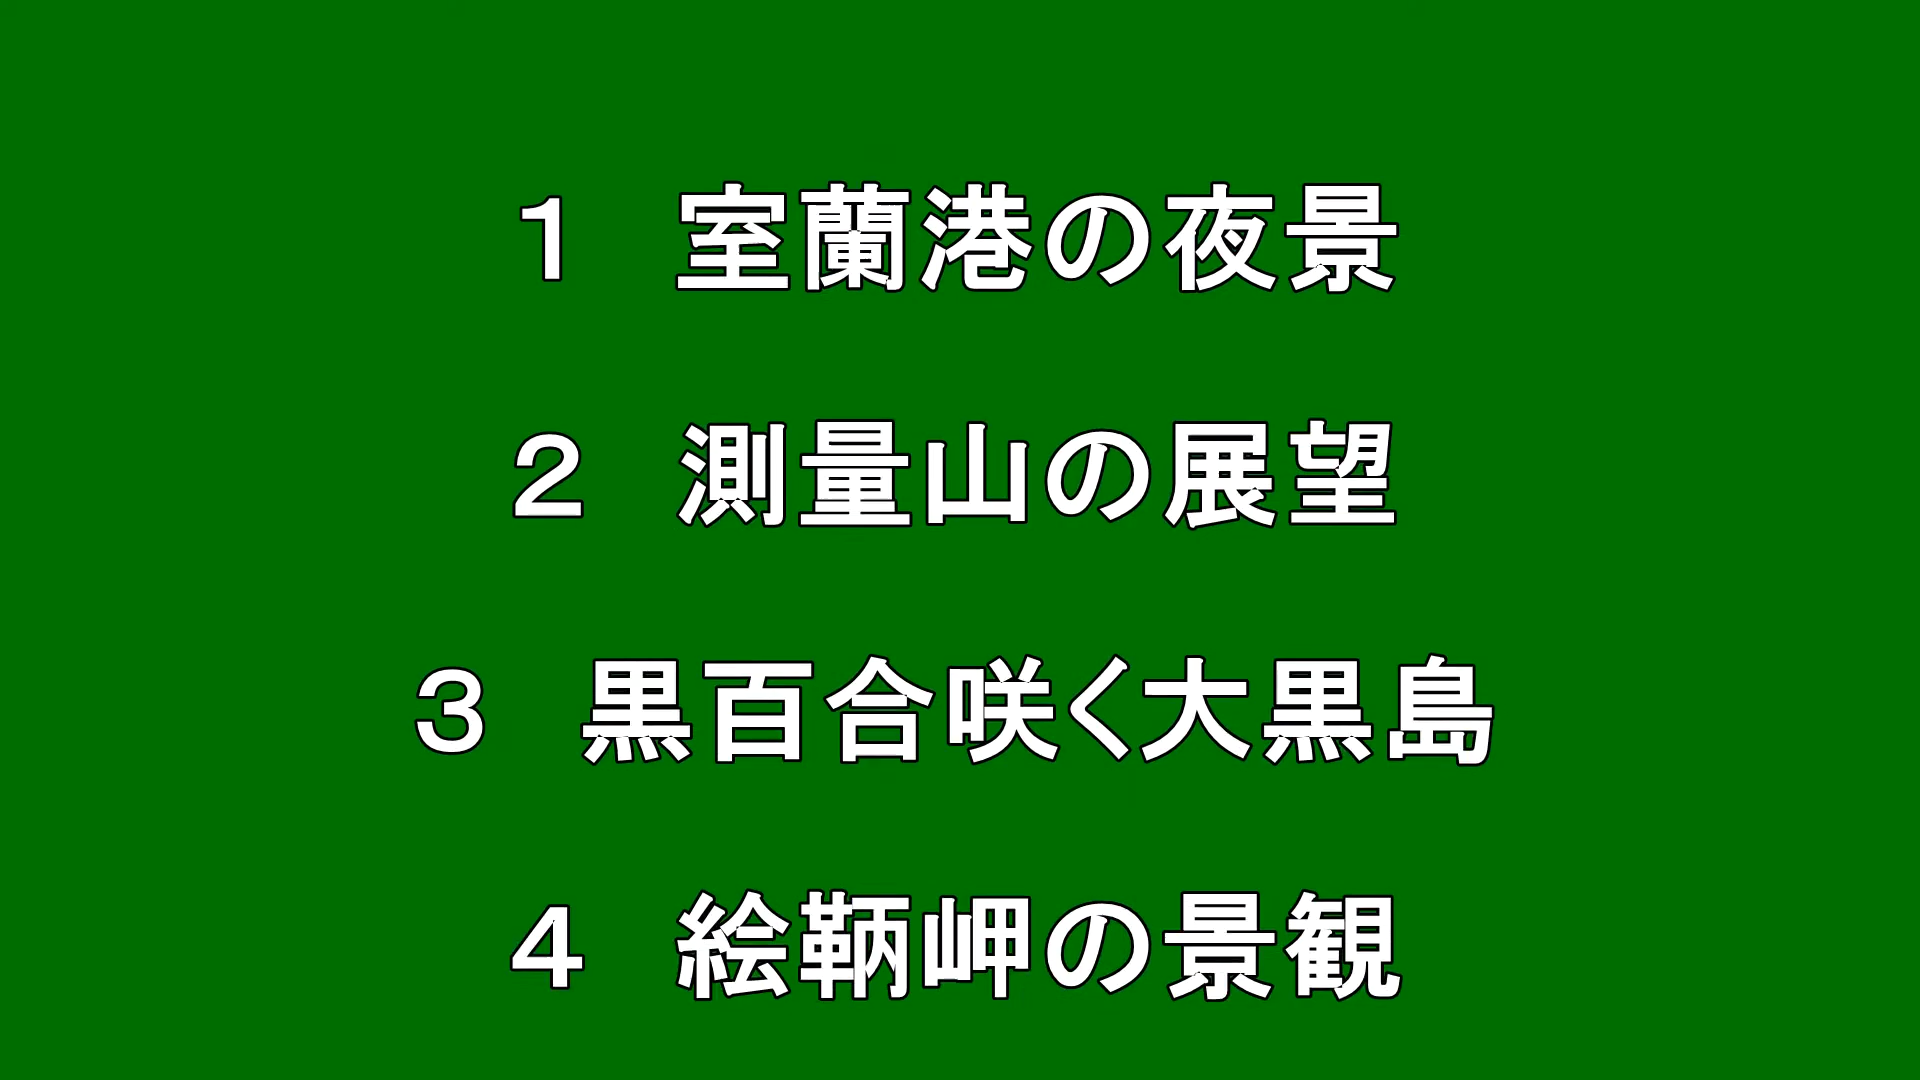 １　室蘭港の夜景
２　測量山の展望
３　黒百合咲く大黒島
４　絵鞆岬の景観